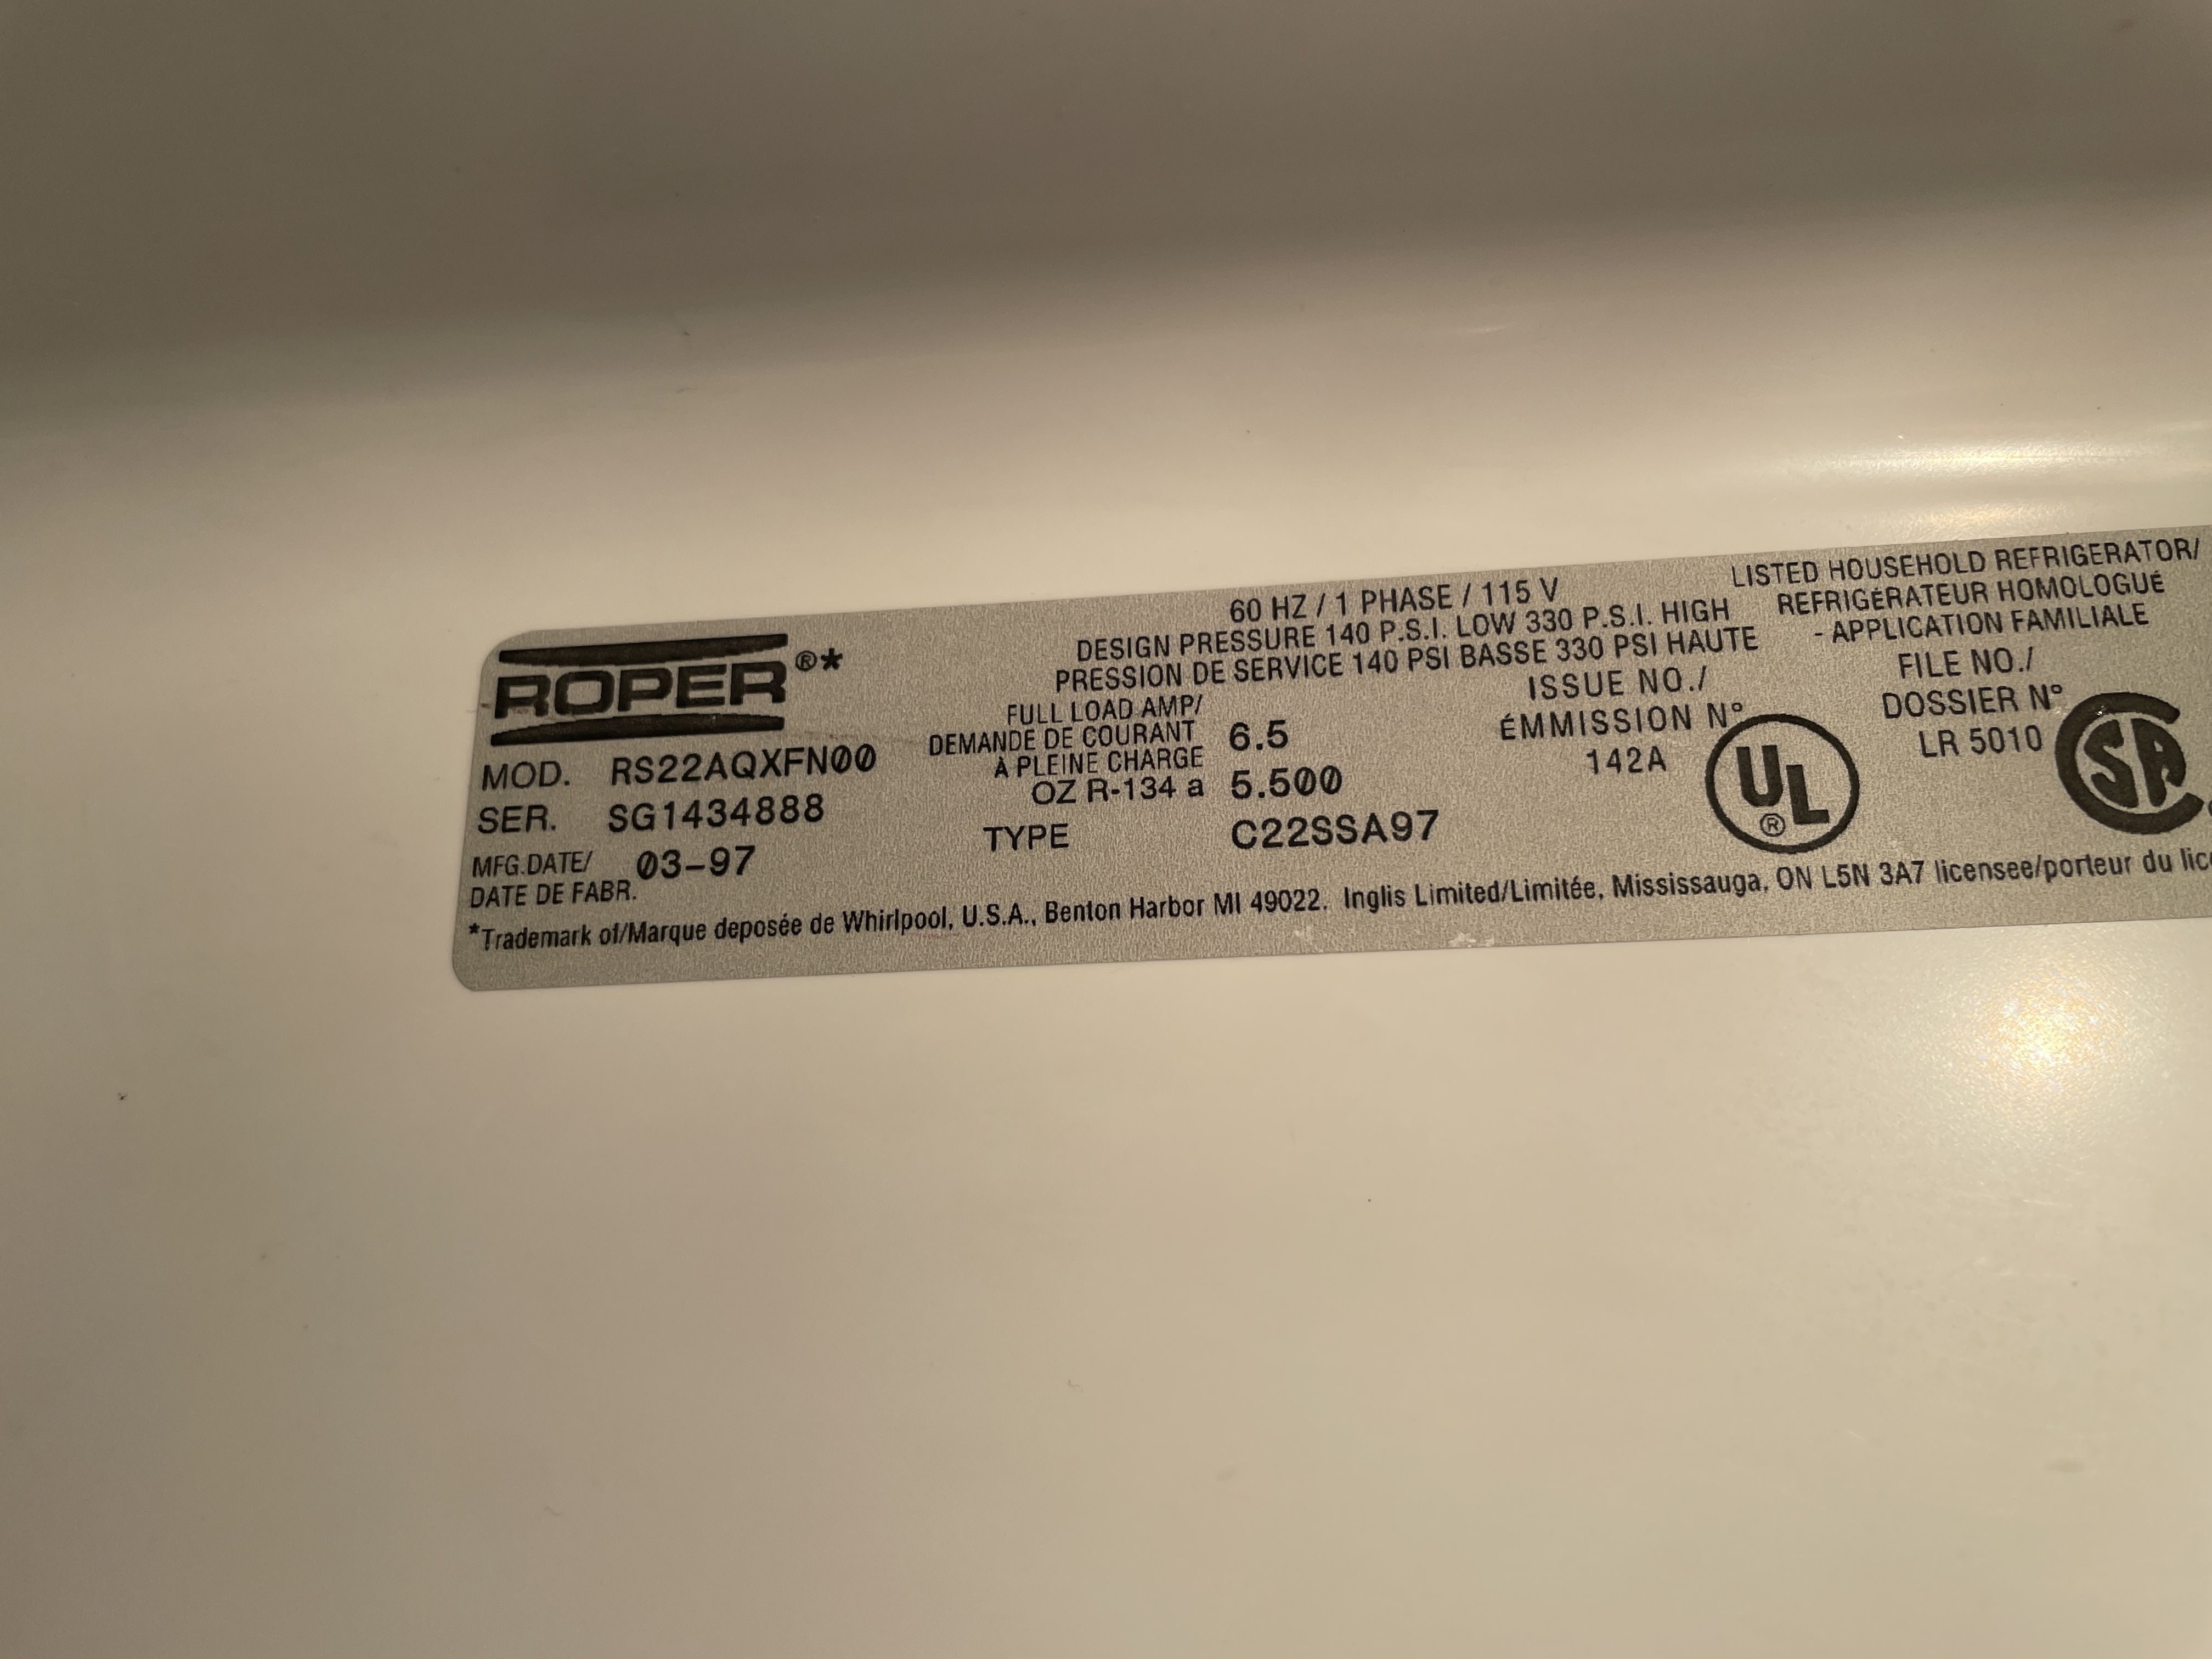 ROPER®*
MOD. RS22AQXFN00
SER. SG1434888
MFG.DATE/ 03-97
DATE DE FABR.
60 HZ / 1 PHASE / 115 V
DESIGN PRESSURE 140 P.S.I. LOW 330 P.S.I. HIGH
PRESSION DE SERVICE 140 PSI BASSE 330 PSI HAUTE
FULL LOAD AMP/
DEMANDE DE COURANT 6.5
À PLEINE CHARGE
OZ R-134 a 5.500
TYPE C22SSA97
ISSUE NO./
ÉMMISSION N°
142A
UL®
LISTED HOUSEHOLD REFRIGERATOR/
REFRIGÉRATEUR HOMOLOGUÉ
- APPLICATION FAMILIALE
FILE NO./
DOSSIER N°
LR 5010
CSA
*Trademark of/Marque deposée de Whirlpool, U.S.A., Benton Harbor MI 49022. Inglis Limited/Limitée, Mississauga, ON L5N 3A7 licensee/porteur du